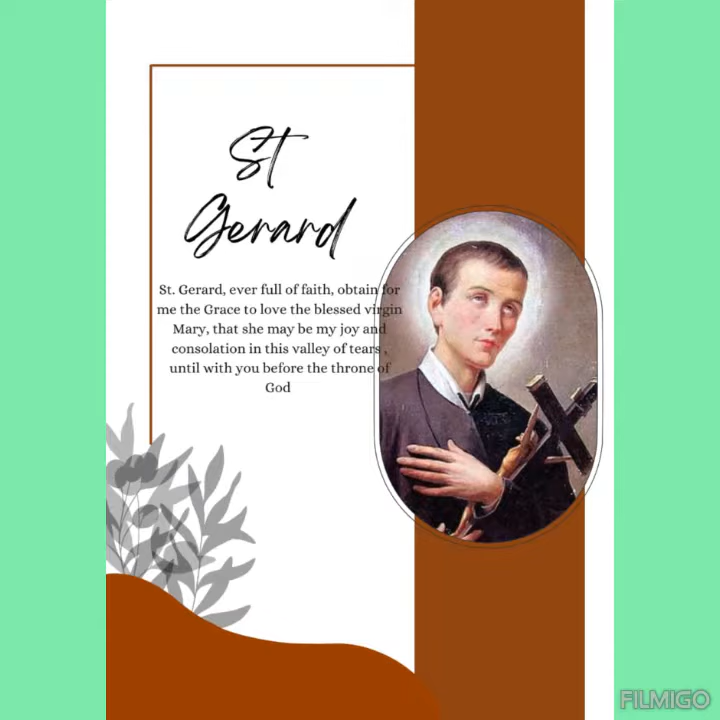 St
Gerard
St. Gerard, ever full of faith, obtain for
me the Grace to love the blessed virgin
Mary, that she may be my joy and
consolation in this valley of tears ,
until with you before the throne of
God
FILMIGO